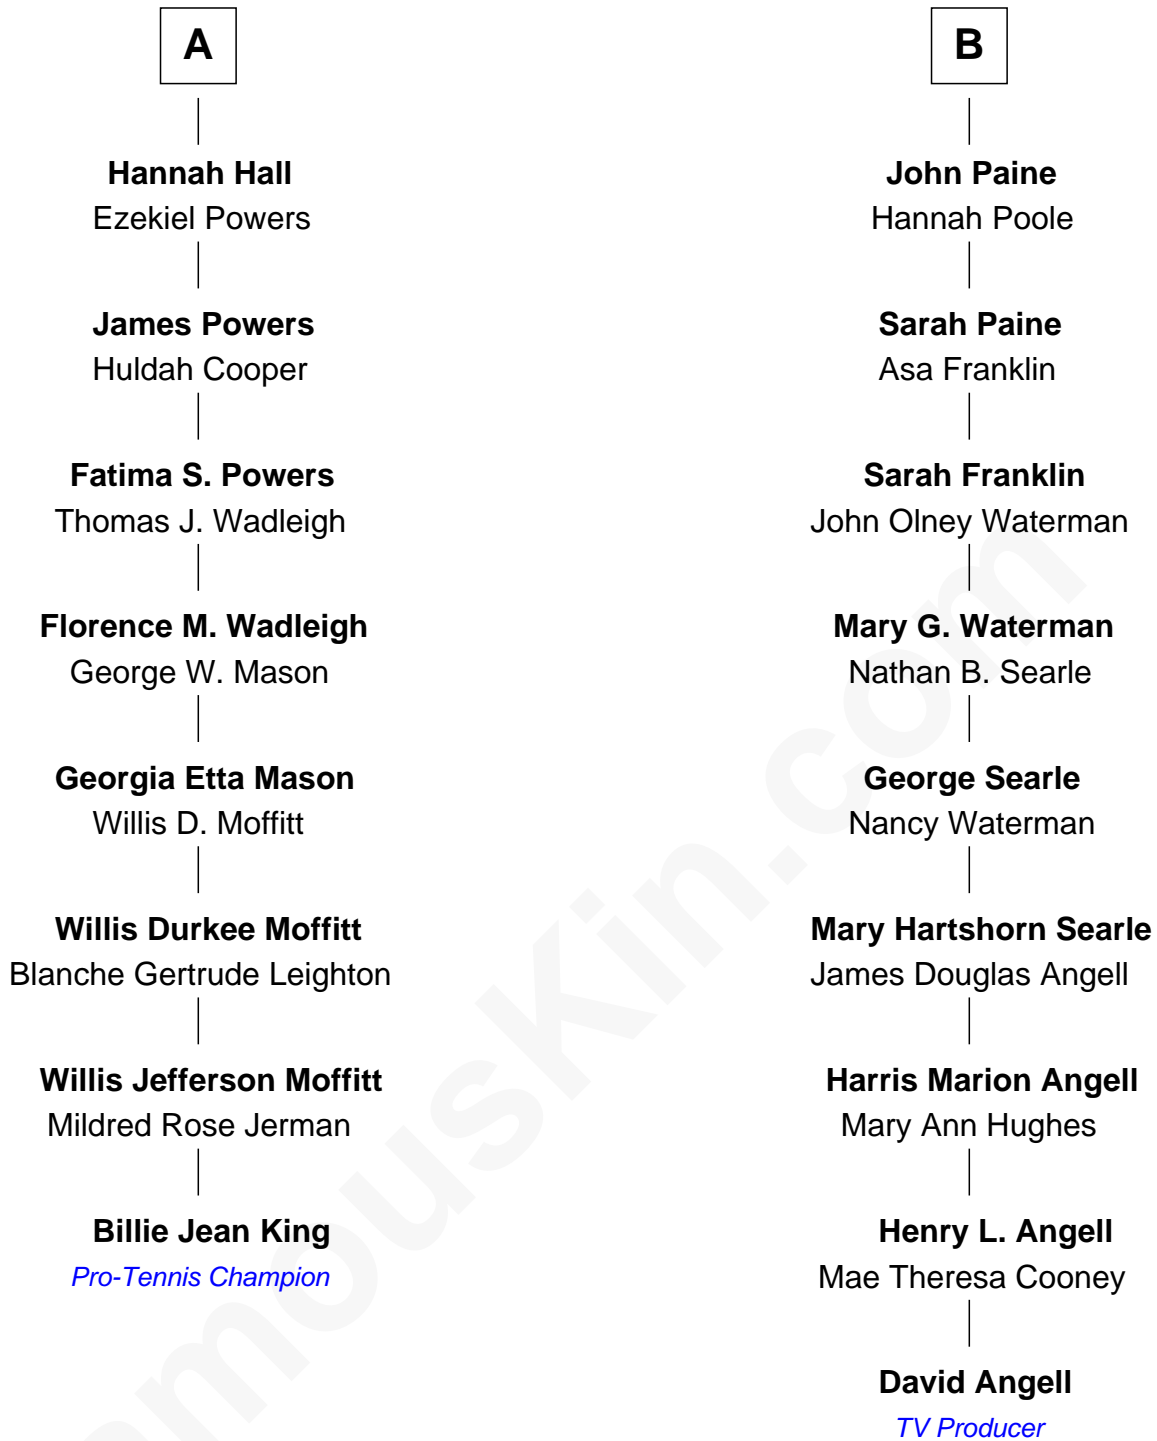 A
Hannah Hall
Ezekiel Powers
James Powers
Huldah Cooper
Fatima S. Powers
Thomas J. Wadleigh
Florence M. Wadleigh
George W. Mason
Georgia Etta Mason
Willis D. Moffitt
Willis Durkee Moffitt
Blanche Gertrude Leighton
Willis Jefferson Moffitt
Mildred Rose Jerman
Billie Jean King
Pro-Tennis Champion
B
John Paine
Hannah Poole
Sarah Paine
Asa Franklin
Sarah Franklin
John Olney Waterman
Mary G. Waterman
Nathan B. Searle
George Searle
Nancy Waterman
Mary Hartshorn Searle
James Douglas Angell
Harris Marion Angell
Mary Ann Hughes
Henry L. Angell
Mae Theresa Cooney
David Angell
TV Producer
amouskin.com